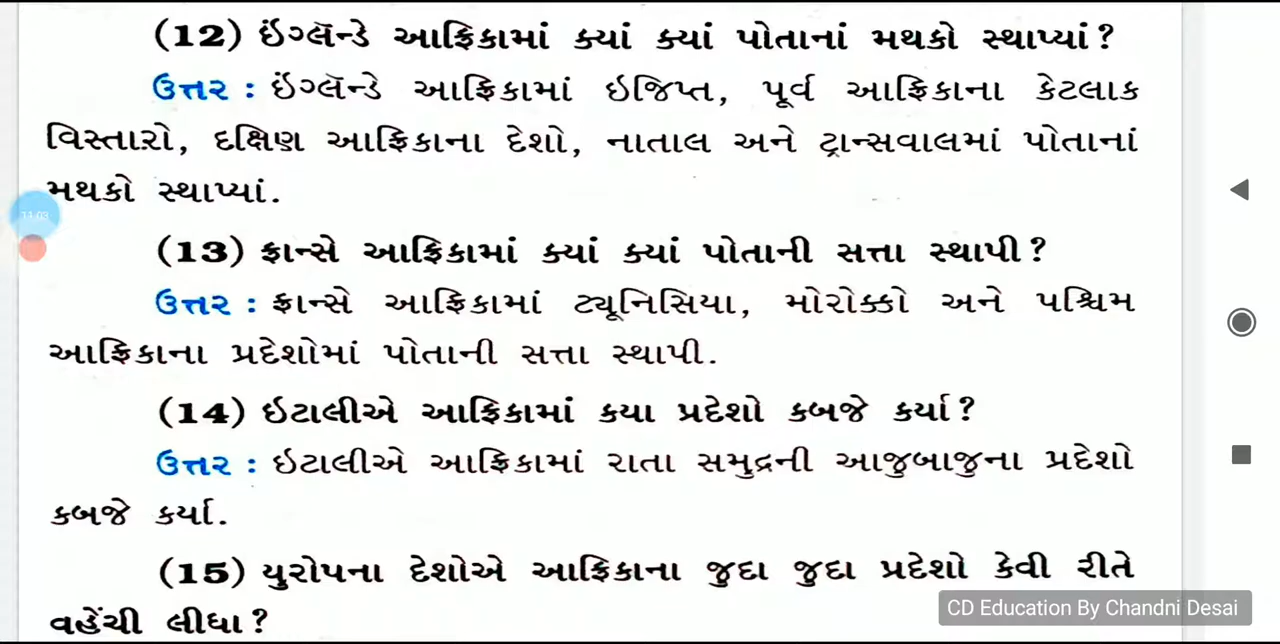 (12) ઇંગ્લૅન્ડે આફ્રિકામાં ક્યાં ક્યાં પોતાનાં મથકો સ્થાપ્યાં?
ઉત્તર : ઇંગ્લૅન્ડે આફ્રિકામાં ઇજિપ્ત, પૂર્વ આફ્રિકાના કેટલાક
વિસ્તારો, દક્ષિણ આફ્રિકાના દેશો, નાતાલ અને ટ્રાન્સવાલમાં પોતાનાં
મથકો સ્થાપ્યાં.
11:03
(13) ફ્રાન્સે આફ્રિકામાં ક્યાં ક્યાં પોતાની સત્તા સ્થાપી?
ઉત્તર : ફ્રાન્સે આફ્રિકામાં ટ્યૂનિસિયા, મોરોક્કો અને પશ્ચિમ
આફ્રિકાના પ્રદેશોમાં પોતાની સત્તા સ્થાપી.
(14) ઇટાલીએ આફ્રિકામાં કયા પ્રદેશો કબજે કર્યા?
ઉત્તર : ઇટાલીએ આફ્રિકામાં રાતા સમુદ્રની આજુબાજુના પ્રદેશો
કબજે કર્યા.
(15) યુરોપના દેશોએ આફ્રિકાના જુદા જુદા પ્રદેશો કેવી રીતે
વહેંચી લીધા?
CD Education By Chandni Desai